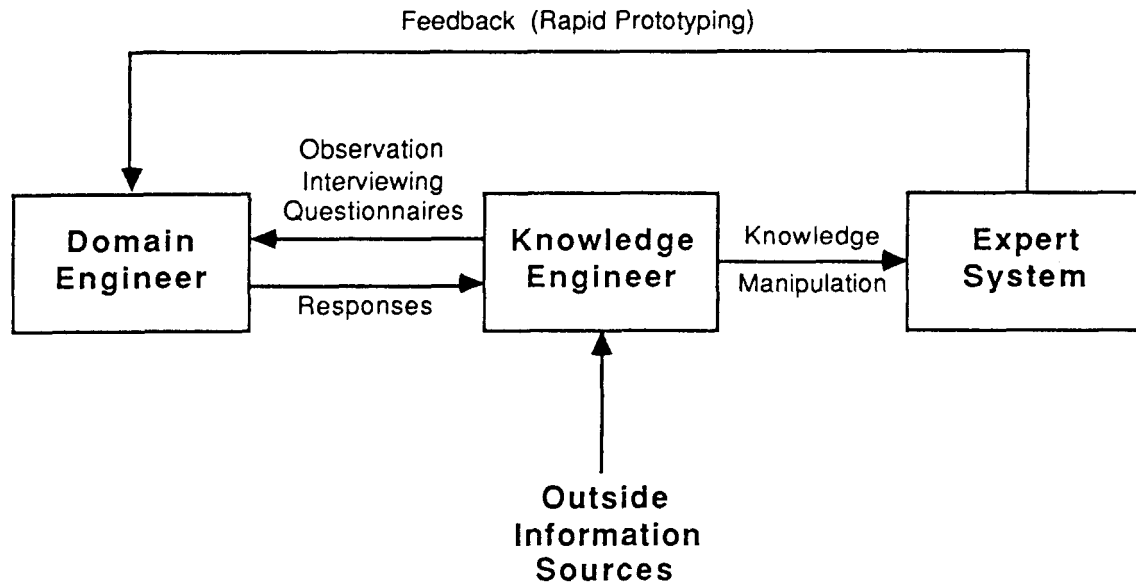 Feedback (Rapid Prototyping)
Observation
Interviewing
Questionnaires
Domain
Engineer
Responses
Knowledge
Engineer
Knowledge
Manipulation
Expert
System
Outside
Information
Sources